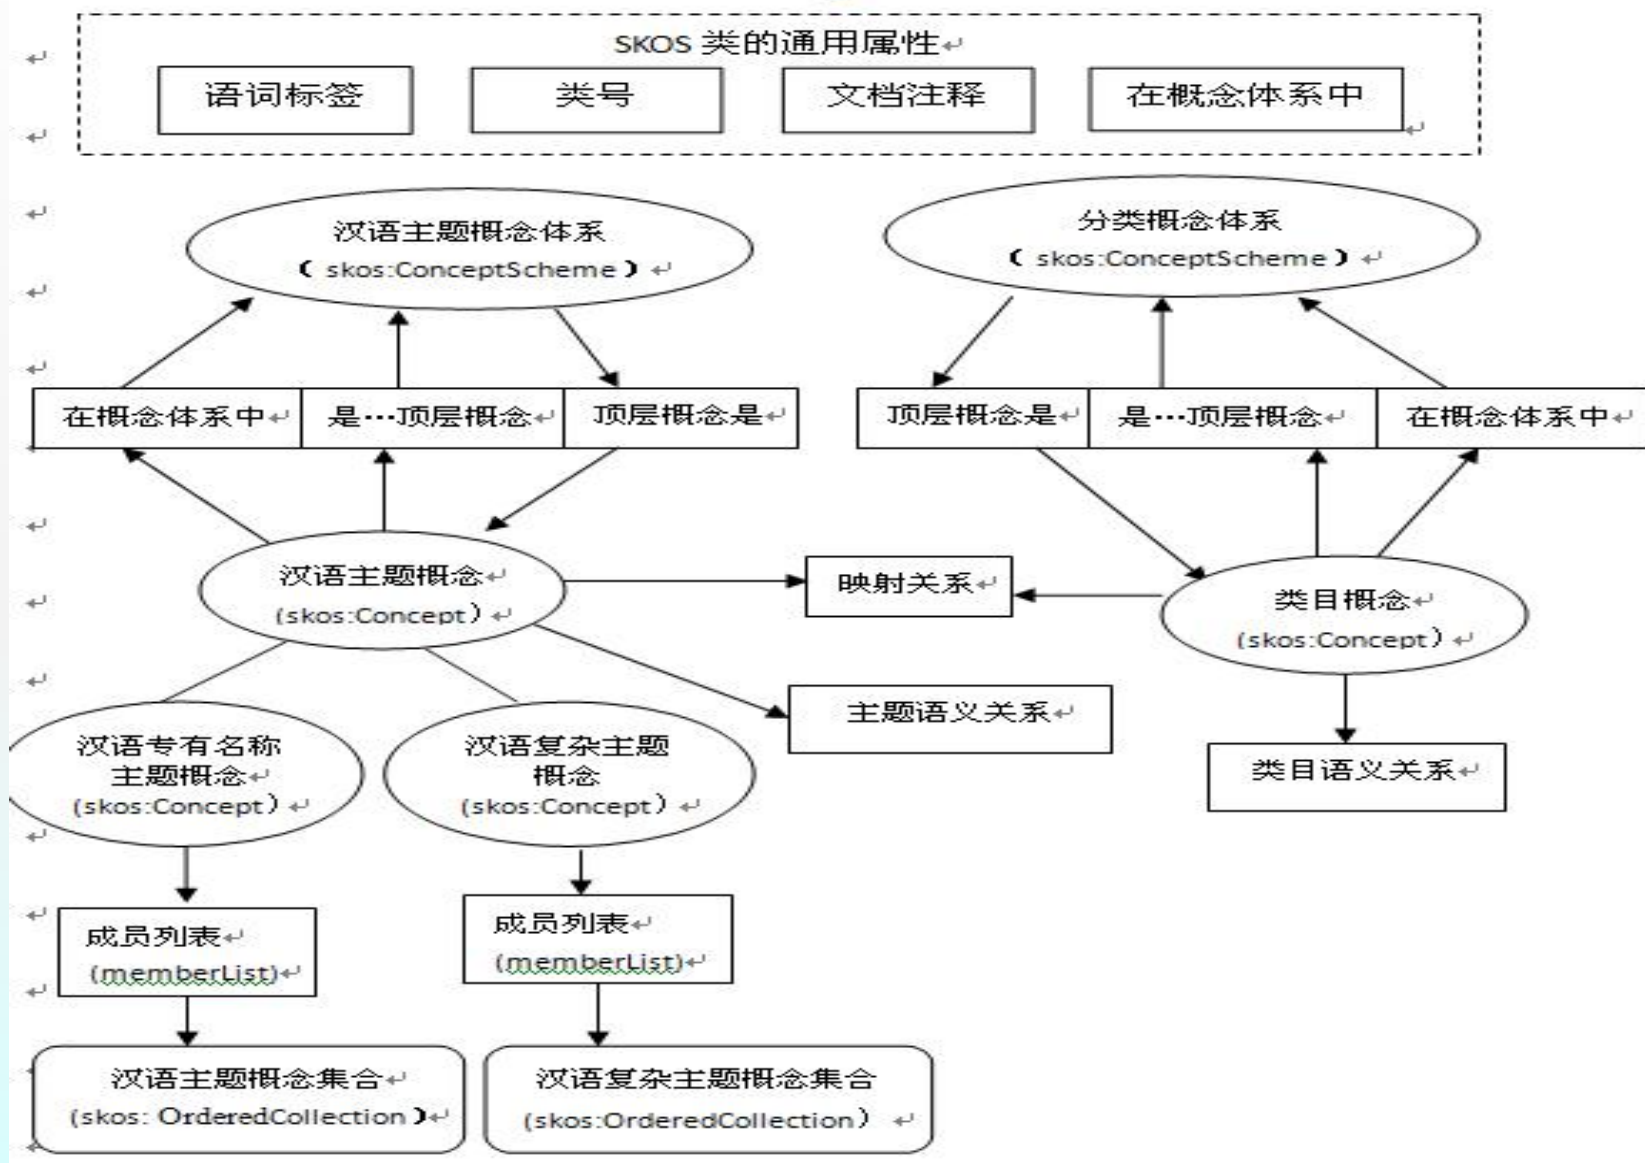 SKOS 类的通用属性
语词标签
类号
文档注释
在概念体系中
汉语主题概念体系
( skos:ConceptScheme )
分类概念体系
( skos:ConceptScheme )
在概念体系中
是…顶层概念
顶层概念是
顶层概念是
是…顶层概念
在概念体系中
汉语主题概念
(skos:Concept)
映射关系
类目概念
(skos:Concept)
主题语义关系
类目语义关系
汉语专有名称
主题概念
(skos:Concept)
汉语复杂主题
概念
(skos:Concept)
成员列表
(memberList)
成员列表
(memberList)
汉语主题概念集合
(skos: OrderedCollection )
汉语复杂主题概念集合
(skos:OrderedCollection)